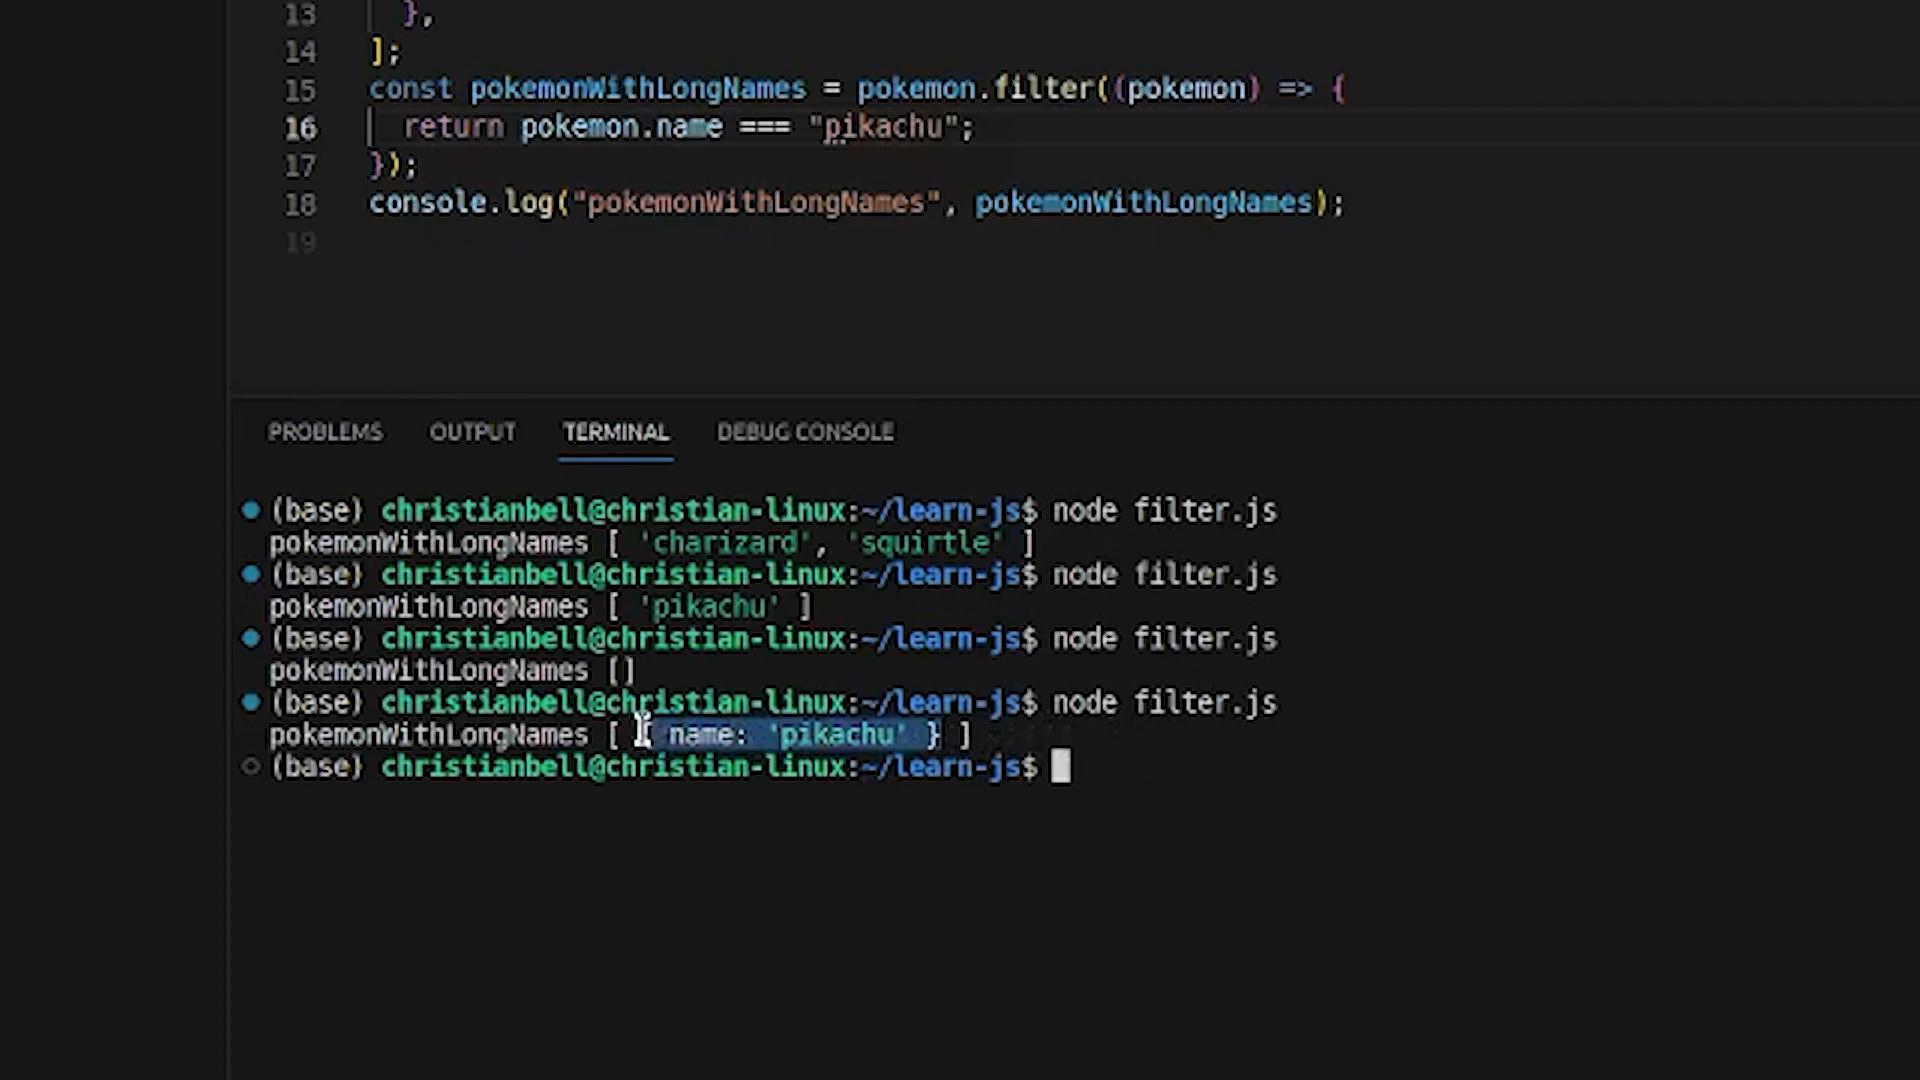 13 },
14 ];
15 const pokemonWithLongNames = pokemon.filter((pokemon) => {
16 return pokemon.name === "pikachu";
17 });
18 console.log("pokemonWithLongNames", pokemonWithLongNames);
19
PROBLEMS OUTPUT TERMINAL DEBUG CONSOLE
(base) christianbell@christian-linux:~/learn-js$ node filter.js
pokemonWithLongNames [ 'charizard', 'squirtle' ]
(base) christianbell@christian-linux:~/learn-js$ node filter.js
pokemonWithLongNames [ 'pikachu' ]
(base) christianbell@christian-linux:~/learn-js$ node filter.js
pokemonWithLongNames []
(base) christianbell@christian-linux:~/learn-js$ node filter.js
pokemonWithLongNames [ { name: 'pikachu' } ]
(base) christianbell@christian-linux:~/learn-js$